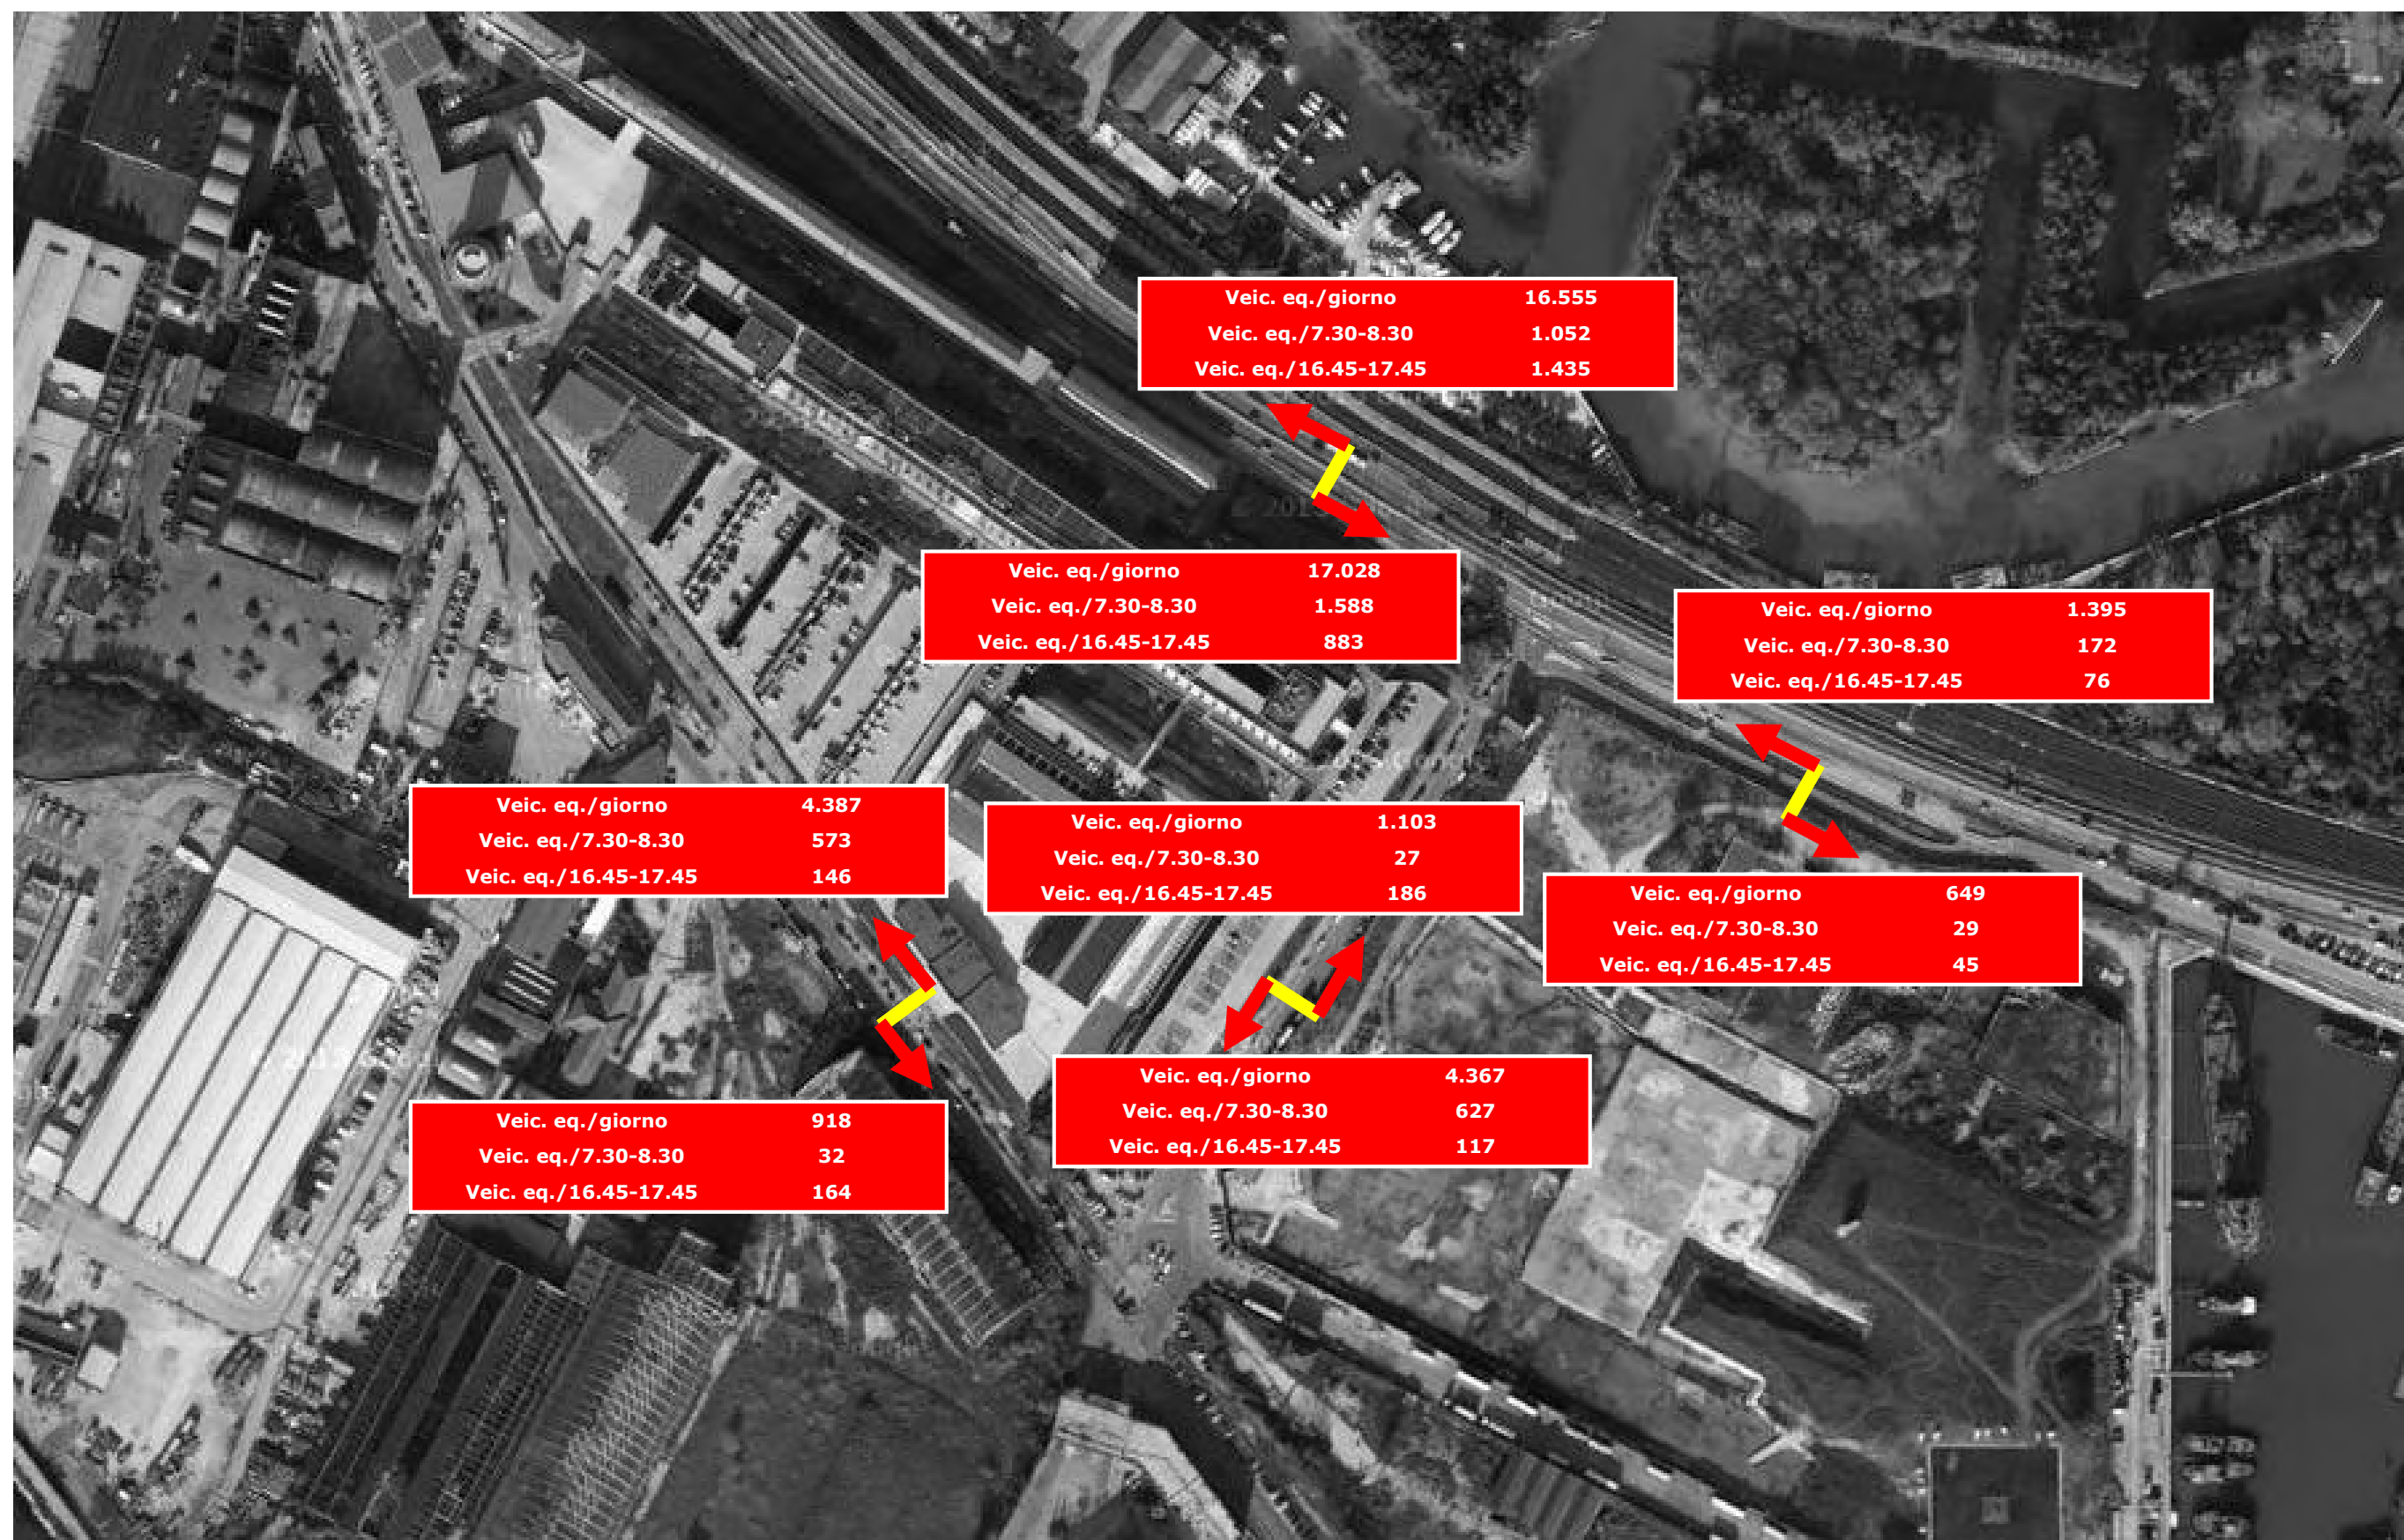 Veic. eq./giorno 16.555
Veic. eq./7.30-8.30 1.052
Veic. eq./16.45-17.45 1.435
Veic. eq./giorno 17.028
Veic. eq./7.30-8.30 1.588
Veic. eq./16.45-17.45 883
Veic. eq./giorno 1.395
Veic. eq./7.30-8.30 172
Veic. eq./16.45-17.45 76
Veic. eq./giorno 4.387
Veic. eq./7.30-8.30 573
Veic. eq./16.45-17.45 146
Veic. eq./giorno 1.103
Veic. eq./7.30-8.30 27
Veic. eq./16.45-17.45 186
Veic. eq./giorno 649
Veic. eq./7.30-8.30 29
Veic. eq./16.45-17.45 45
Veic. eq./giorno 4.367
Veic. eq./7.30-8.30 627
Veic. eq./16.45-17.45 117
Veic. eq./giorno 918
Veic. eq./7.30-8.30 32
Veic. eq./16.45-17.45 164